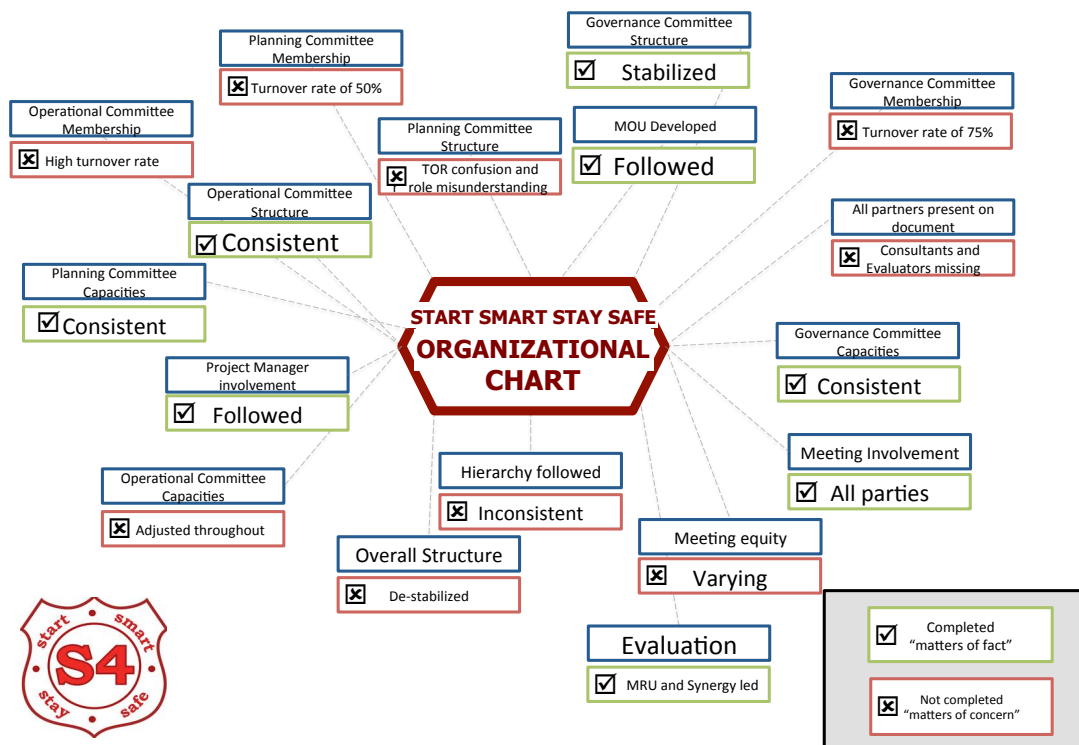 Governance Committee
Structure
Stabilized
Planning Committee
Membership
Turnover rate of 50%
Governance Committee
Membership
Turnover rate of 75%
Operational Committee
Membership
High turnover rate
Planning Committee
Structure
TOR confusion and
role misunderstanding
MOU Developed
Followed
Operational Committee
Structure
Consistent
All partners present on
document
Consultants and
Evaluators missing
Planning Committee
Capacities
Consistent
START SMART STAY SAFE
ORGANIZATIONAL
CHART
Governance Committee
Capacities
Consistent
Project Manager
involvement
Followed
Meeting Involvement
All parties
Operational Committee
Capacities
Adjusted throughout
Hierarchy followed
Inconsistent
Overall Structure
De-stabilized
Meeting equity
Varying
Evaluation
MRU and Synergy led
start smart
S4
stay safe
Completed
“matters of fact”
Not completed
“matters of concern”